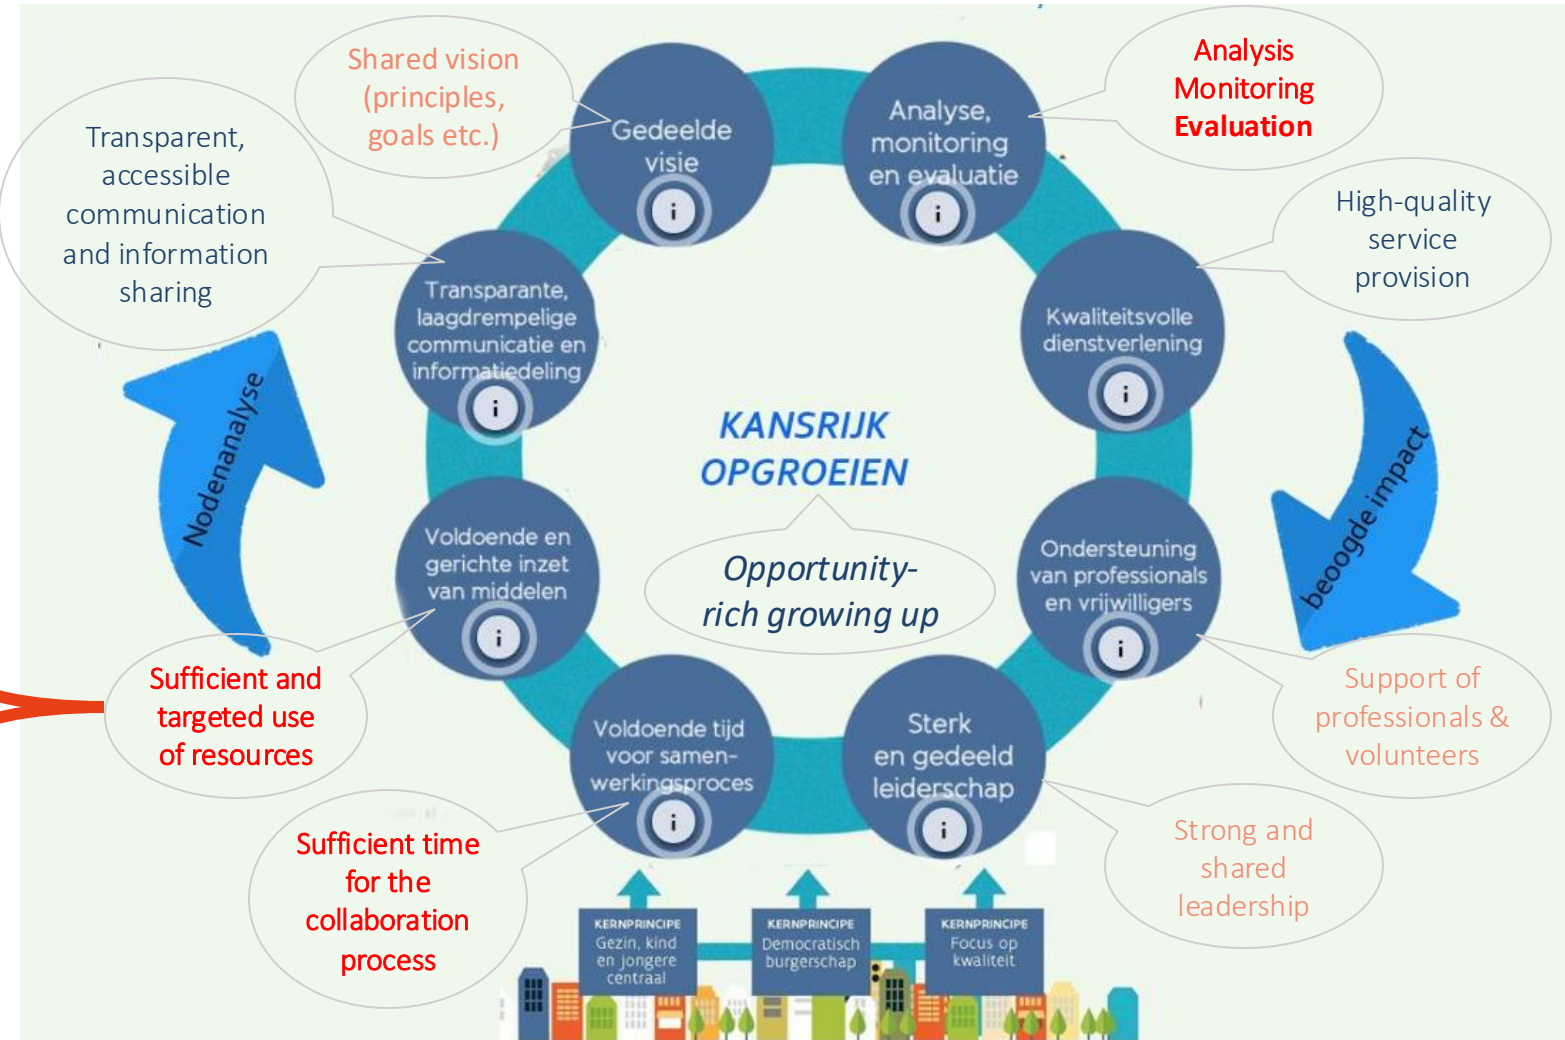 Shared vision
(principles,
goals etc.)
Analysis
Monitoring
Evaluation
Gedeelde
visie
i
Analyse,
monitoring
en evaluatie
i
Transparent,
accessible
communication
and information
sharing
High-quality
service
provision
Transparante,
laagdrempelige
communicatie en
informatiedeling
i
Kwaliteitsvolle
dienstverlening
i
Nodenanalyse
KANSRIJK
OPGROEIEN
beoogde impact
Opportunity-
rich growing up
Voldoende en
gerichte inzet
van middelen
i
Ondersteuning
van professionals
en vrijwilligers
i
Sufficient and
targeted use
of resources
Support of
professionals &
volunteers
Voldoende tijd
voor samen-
werkingsproces
i
Sterk
en gedeeld
leiderschap
i
Sufficient time
for the
collaboration
process
Strong and
shared
leadership
KERNPRINCIPE
Gezin, kind
en jongere
centraal
KERNPRINCIPE
Democratisch
burgerschap
KERNPRINCIPE
Focus op
kwaliteit